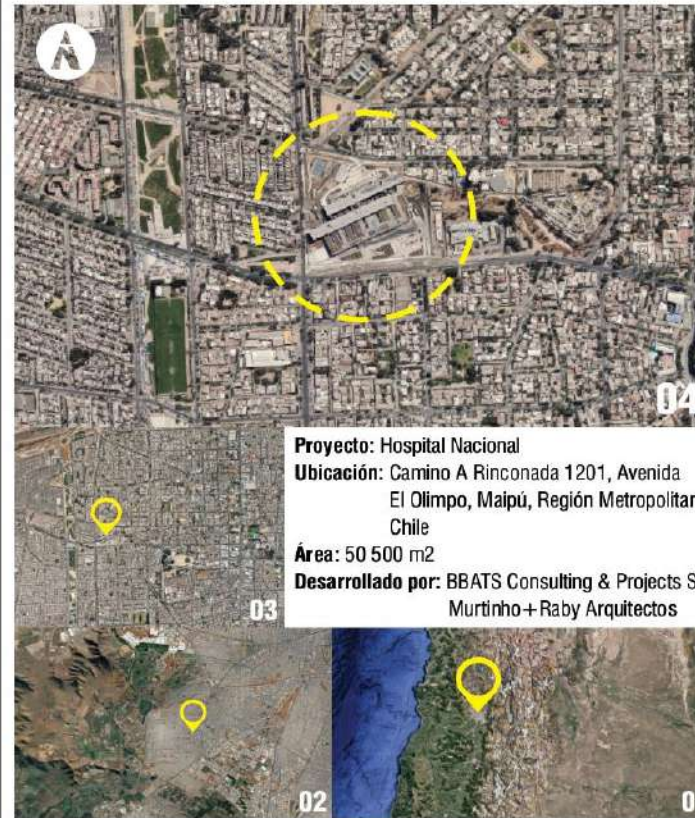 04
Proyecto: Hospital Nacional
Ubicación: Camino A Rinconada 1201, Avenida
El Olimpo, Maipú, Región Metropolitan
Chile
Área: 50 500 m2
Desarrollado por: BBATS Consulting & Projects S
Murtinho+Raby Arquitectos
03
02
0